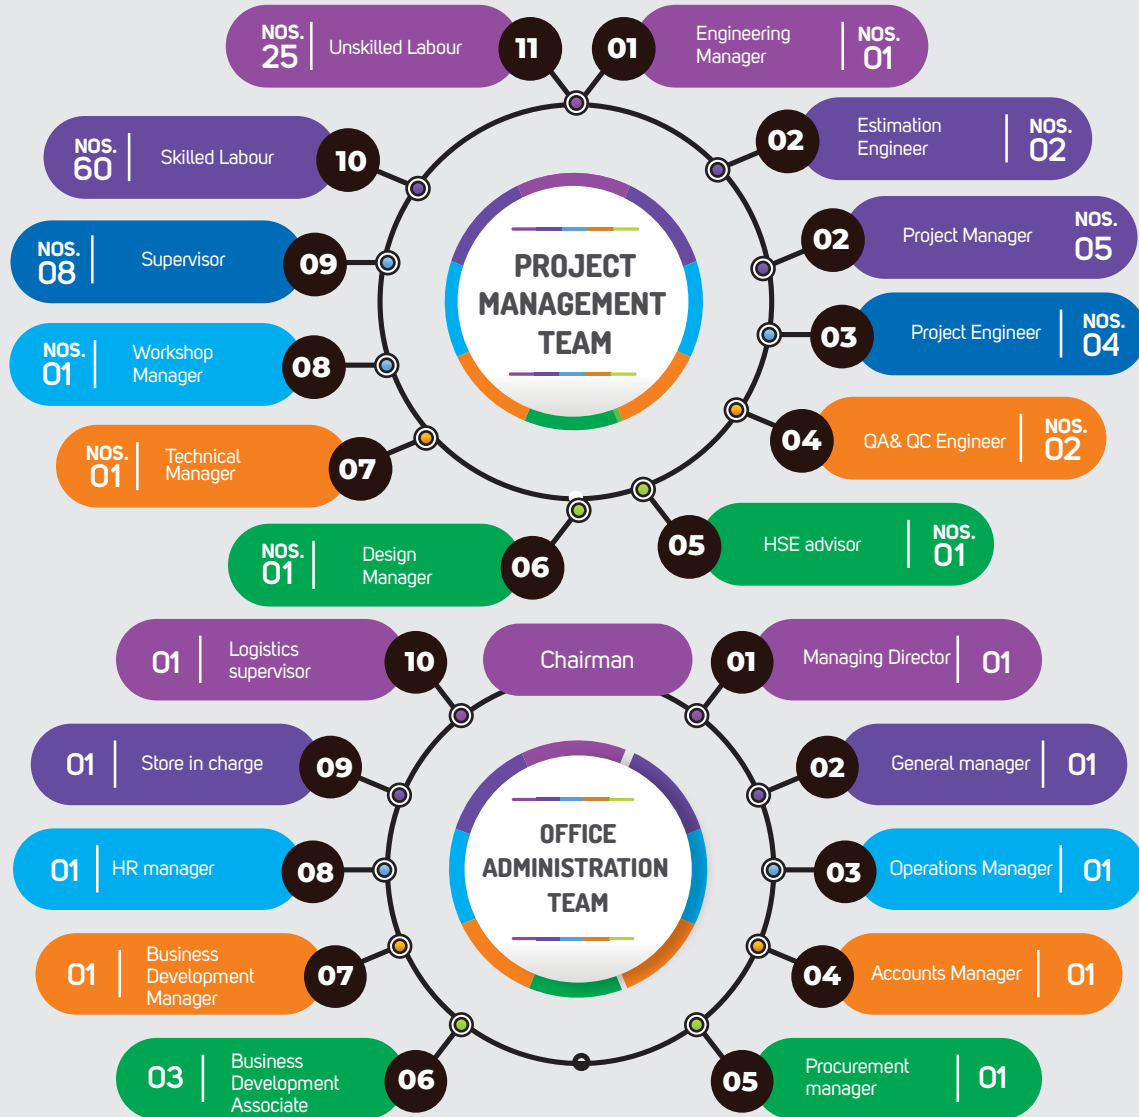 NOS.
25
Unskilled Labour
11
01
Engineering
Manager
NOS.
01
NOS.
60
Skilled Labour
10
02
Estimation
Engineer
NOS.
02
NOS.
08
Supervisor
09
02
Project Manager
NOS.
05
NOS.
01
Workshop
Manager
08
03
Project Engineer
NOS.
04
NOS.
01
Technical
Manager
07
04
QA& QC Engineer
NOS.
02
NOS.
01
Design
Manager
06
05
HSE advisor
NOS.
01
PROJECT
MANAGEMENT
TEAM
Chairman
01
Logistics
supervisor
10
01
Managing Director
01
01
Store in charge
09
02
General manager
01
01
HR manager
08
03
Operations Manager
01
01
Business
Development
Manager
07
04
Accounts Manager
01
03
Business
Development
Associate
06
05
Procurement
manager
01
OFFICE
ADMINISTRATION
TEAM